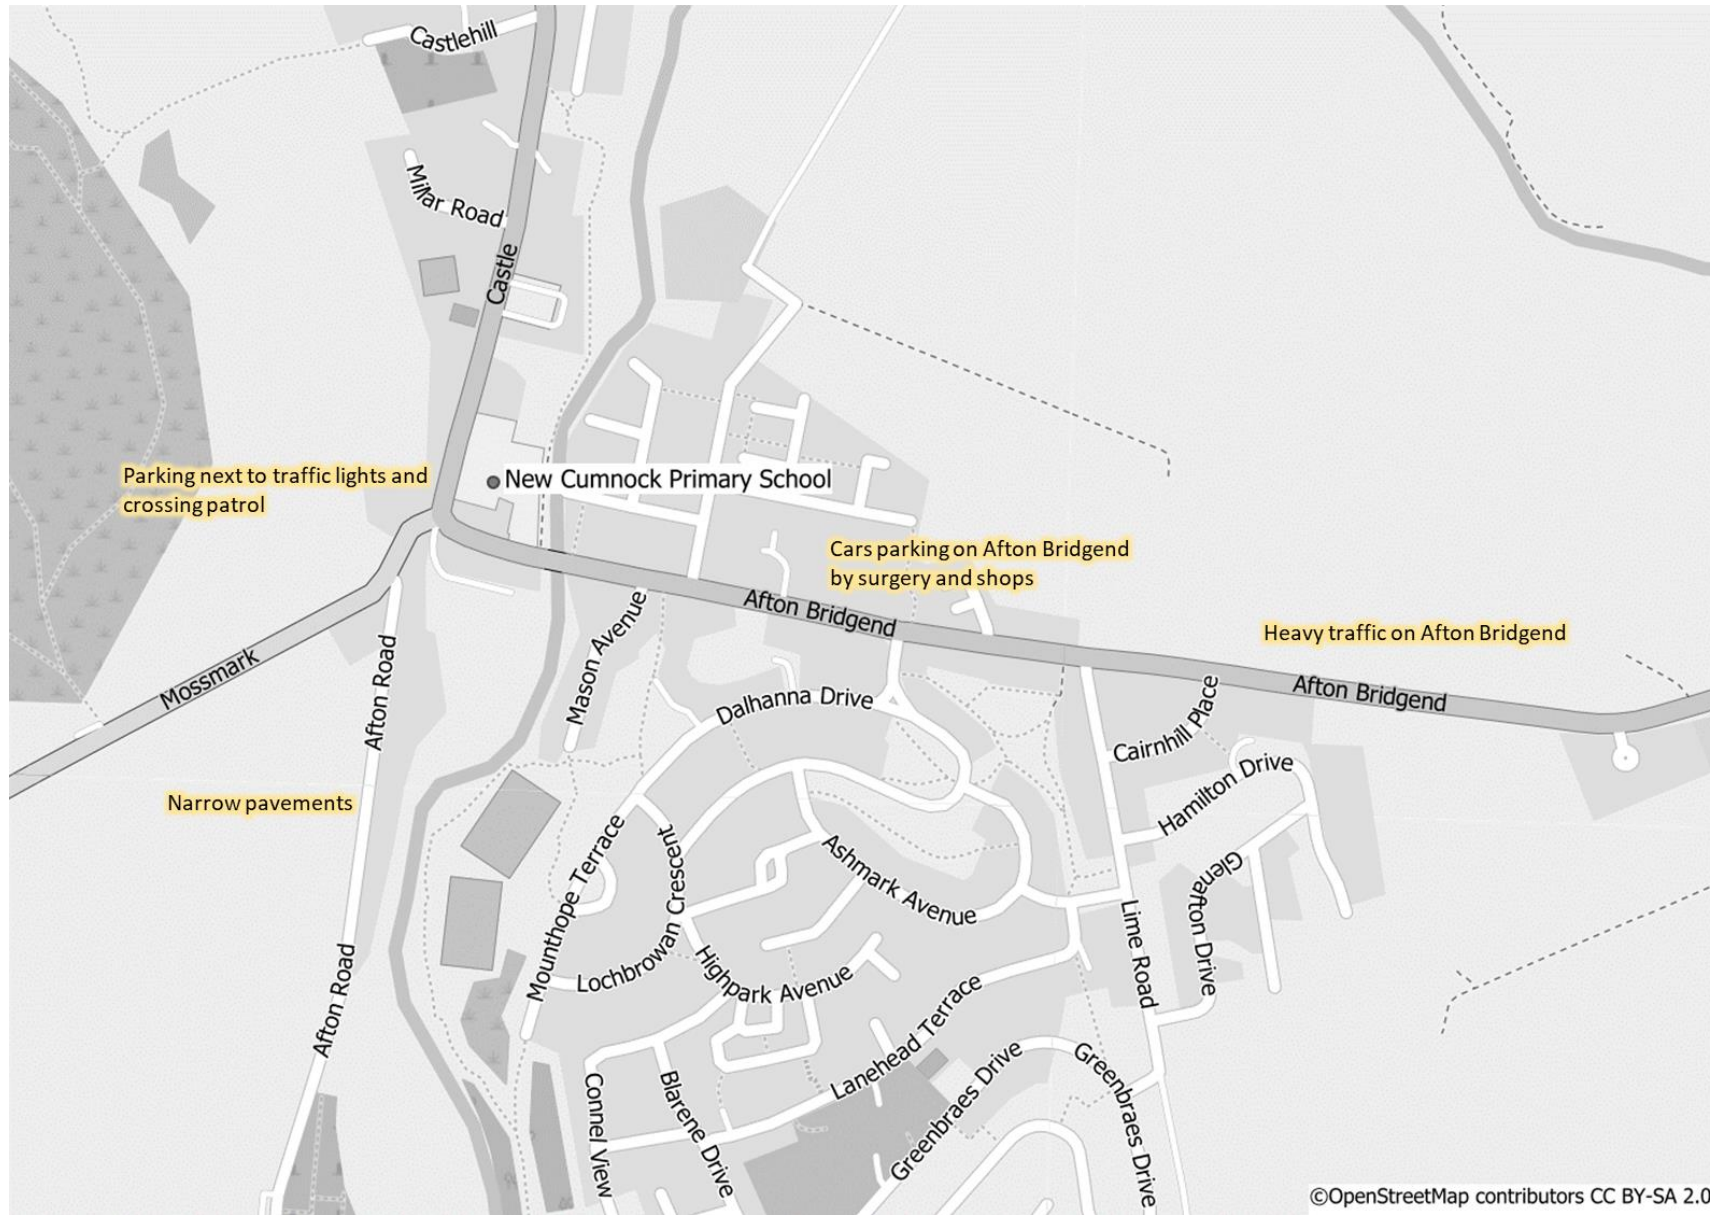 Castlehill
Millar Road
Castle
Parking next to traffic lights and
crossing patrol
New Cumnock Primary School
Cars parking on Afton Bridgend
by surgery and shops
Afton Bridgend
Heavy traffic on Afton Bridgend
Afton Bridgend
Mossmark
Afton Road
Mason Avenue
Dalhanna Drive
Cairnhill Place
Hamilton Drive
Narrow pavements
Mounthope Terrace
Lochbrowan Crescent
Ashmark Avenue
Glenafton Drive
Lime Road
Highpark Avenue
Afton Road
Lanehead Terrace
Connel View
Blarene Drive
Greenbraes Drive
Greenbraes Drive
©OpenStreetMap contributors CC BY-SA 2.0